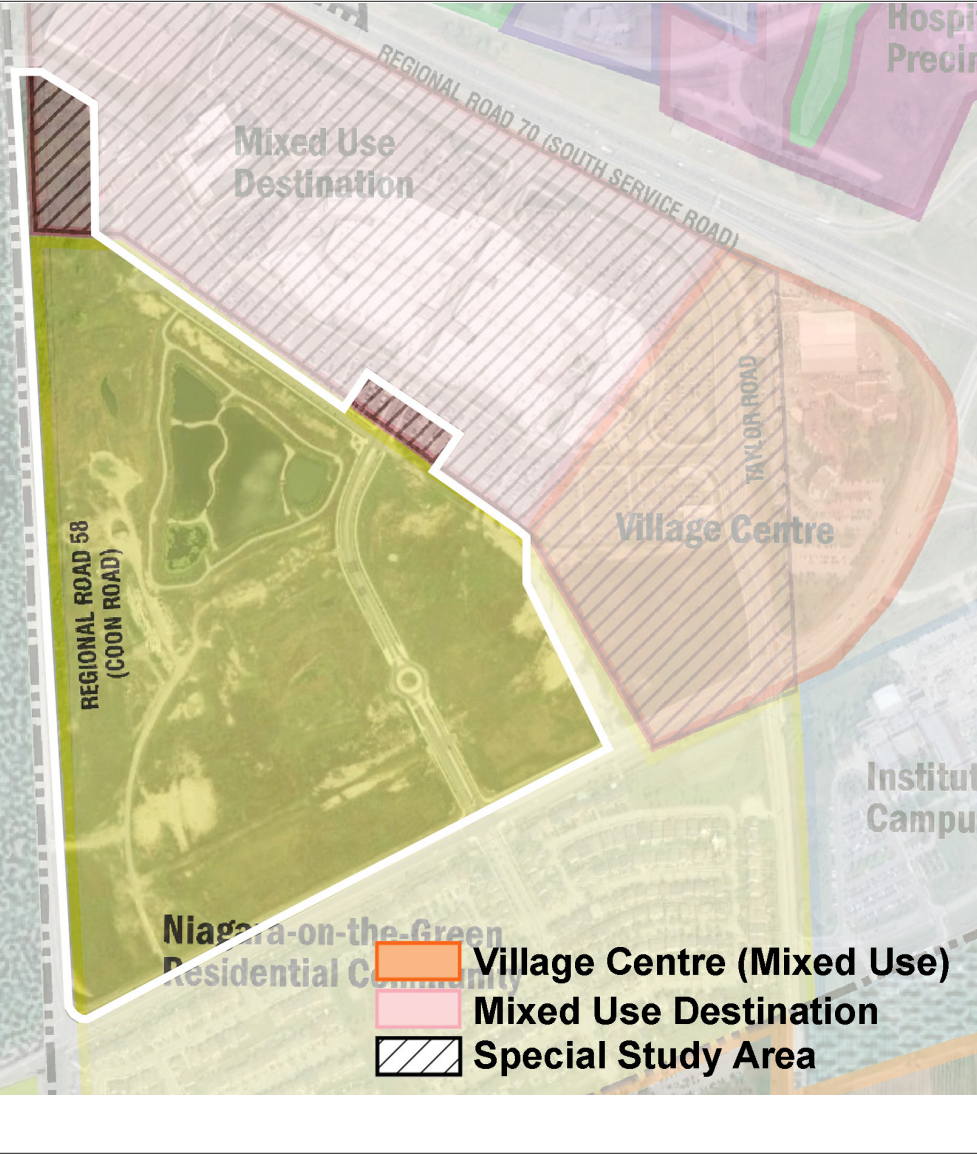 Hospi
Precin
REGIONAL ROAD 70 (SOUTH SERVICE ROAD)
Mixed Use
Destination
TAYLOR ROAD
Village Centre
REGIONAL ROAD 58
(COON ROAD)
Institut
Campu
Niagara-on-the-Green
Residential Community
Village Centre (Mixed Use)
Mixed Use Destination
Special Study Area